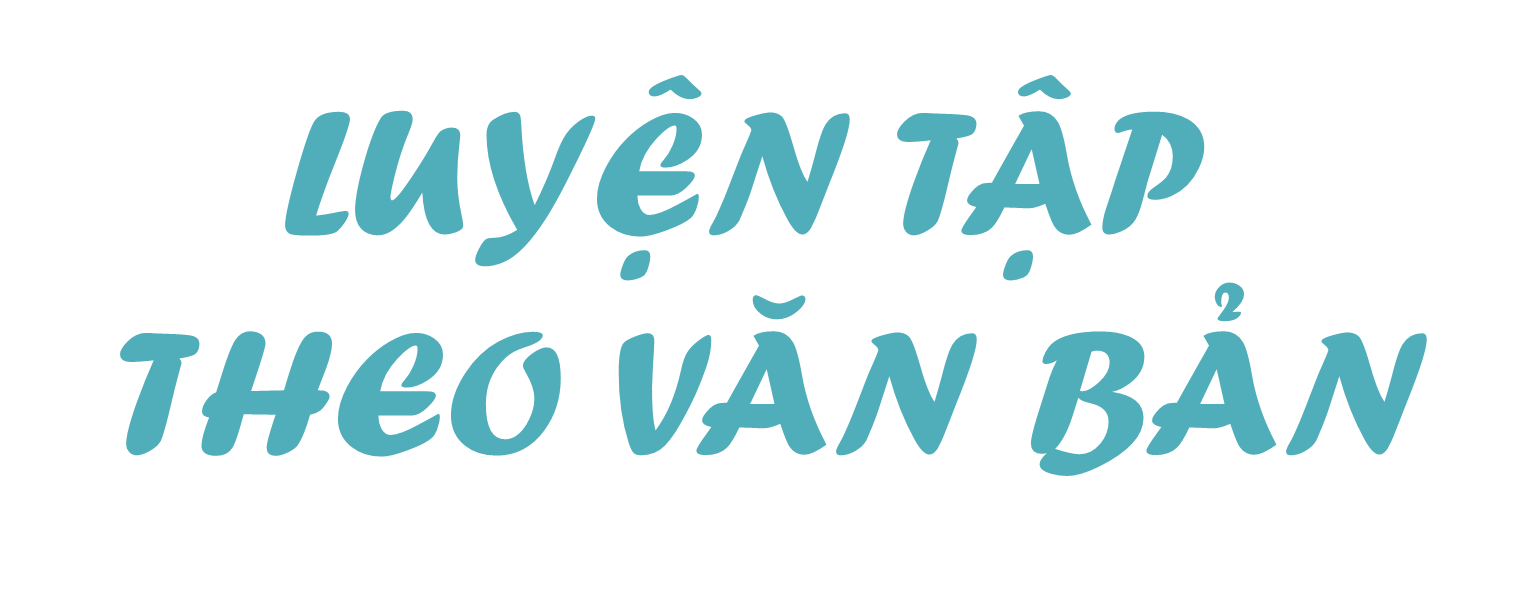 LUYỆN TẬP
THEO VĂN BẢN